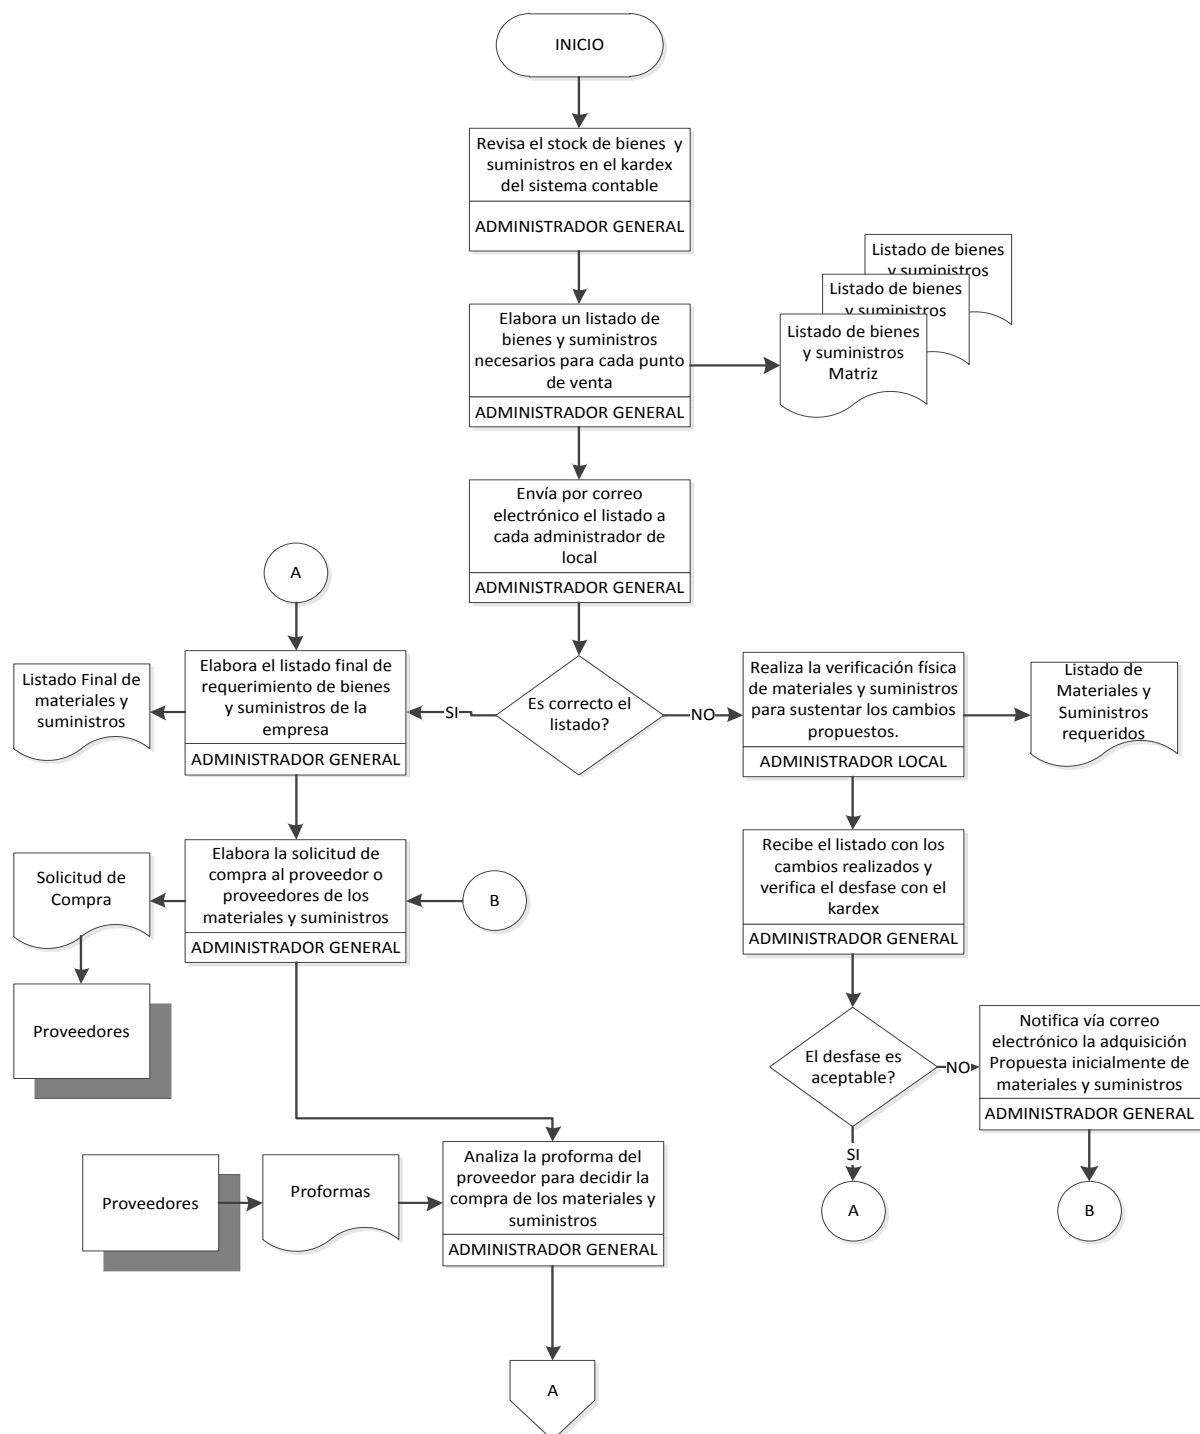 INICIO
Revisa el stock de bienes y
suministros en el kardex
del sistema contable
ADMINISTRADOR GENERAL
Listado de bienes
y suministros
Listado de bienes
y suministros
Listado de bienes
y suministros
Matriz
Elabora un listado de
bienes y suministros
necesarios para cada punto
de venta
ADMINISTRADOR GENERAL
Envía por correo
electrónico el listado a
cada administrador de
local
ADMINISTRADOR GENERAL
A
Elabora el listado final de
requerimiento de bienes
y suministros de la
empresa
ADMINISTRADOR GENERAL
Listado Final de
materiales y
suministros
SI
Es correcto el
listado?
NO
Realiza la verificación física
de materiales y suministros
para sustentar los cambios
propuestos.
ADMINISTRADOR LOCAL
Listado de
Materiales y
Suministros
requeridos
Elabora la solicitud de
compra al proveedor o
proveedores de los
materiales y suministros
ADMINISTRADOR GENERAL
Solicitud de
Compra
B
Recibe el listado con los
cambios realizados y
verifica el desfase con el
kardex
ADMINISTRADOR GENERAL
Proveedores
El desfase es
aceptable?
NO
Notifica vía correo
electrónico la adquisición
Propuesta inicialmente de
materiales y suministros
ADMINISTRADOR GENERAL
SI
A
B
Proveedores
Proformas
Analiza la proforma del
proveedor para decidir la
compra de los materiales y
suministros
ADMINISTRADOR GENERAL
A